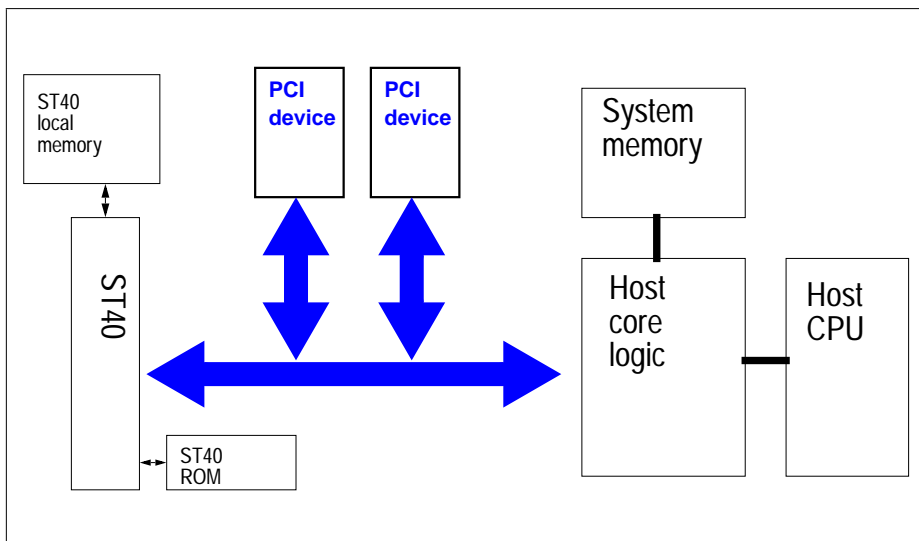 ST40
local
memory
PCI
device
PCI
device
System
memory
ST40
Host
core
logic
Host
CPU
ST40
ROM